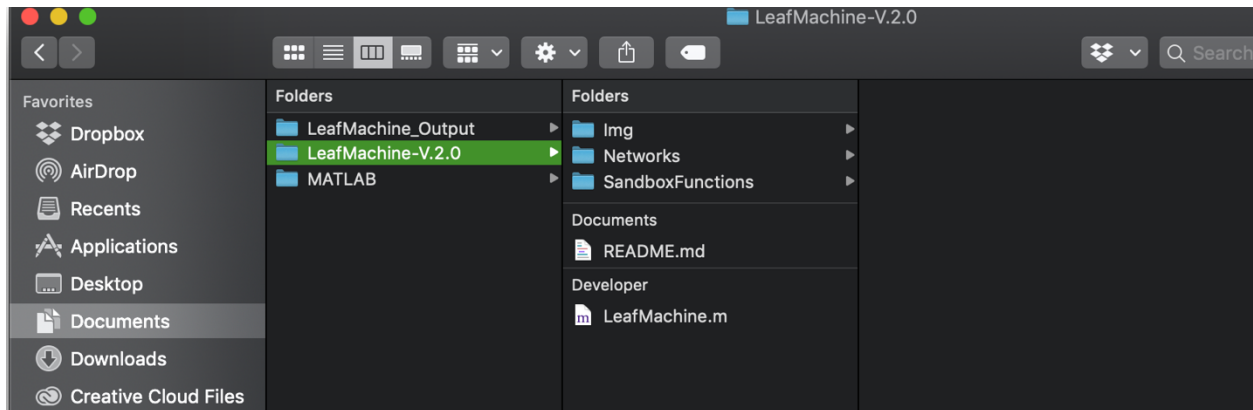 LeafMachine-V.2.0
Search
Favorites
Dropbox
AirDrop
Recents
Applications
Desktop
Documents
Downloads
Creative Cloud Files
Folders
LeafMachine_Output
LeafMachine-V.2.0
MATLAB
Folders
Img
Networks
SandboxFunctions
Documents
README.md
Developer
m LeafMachine.m